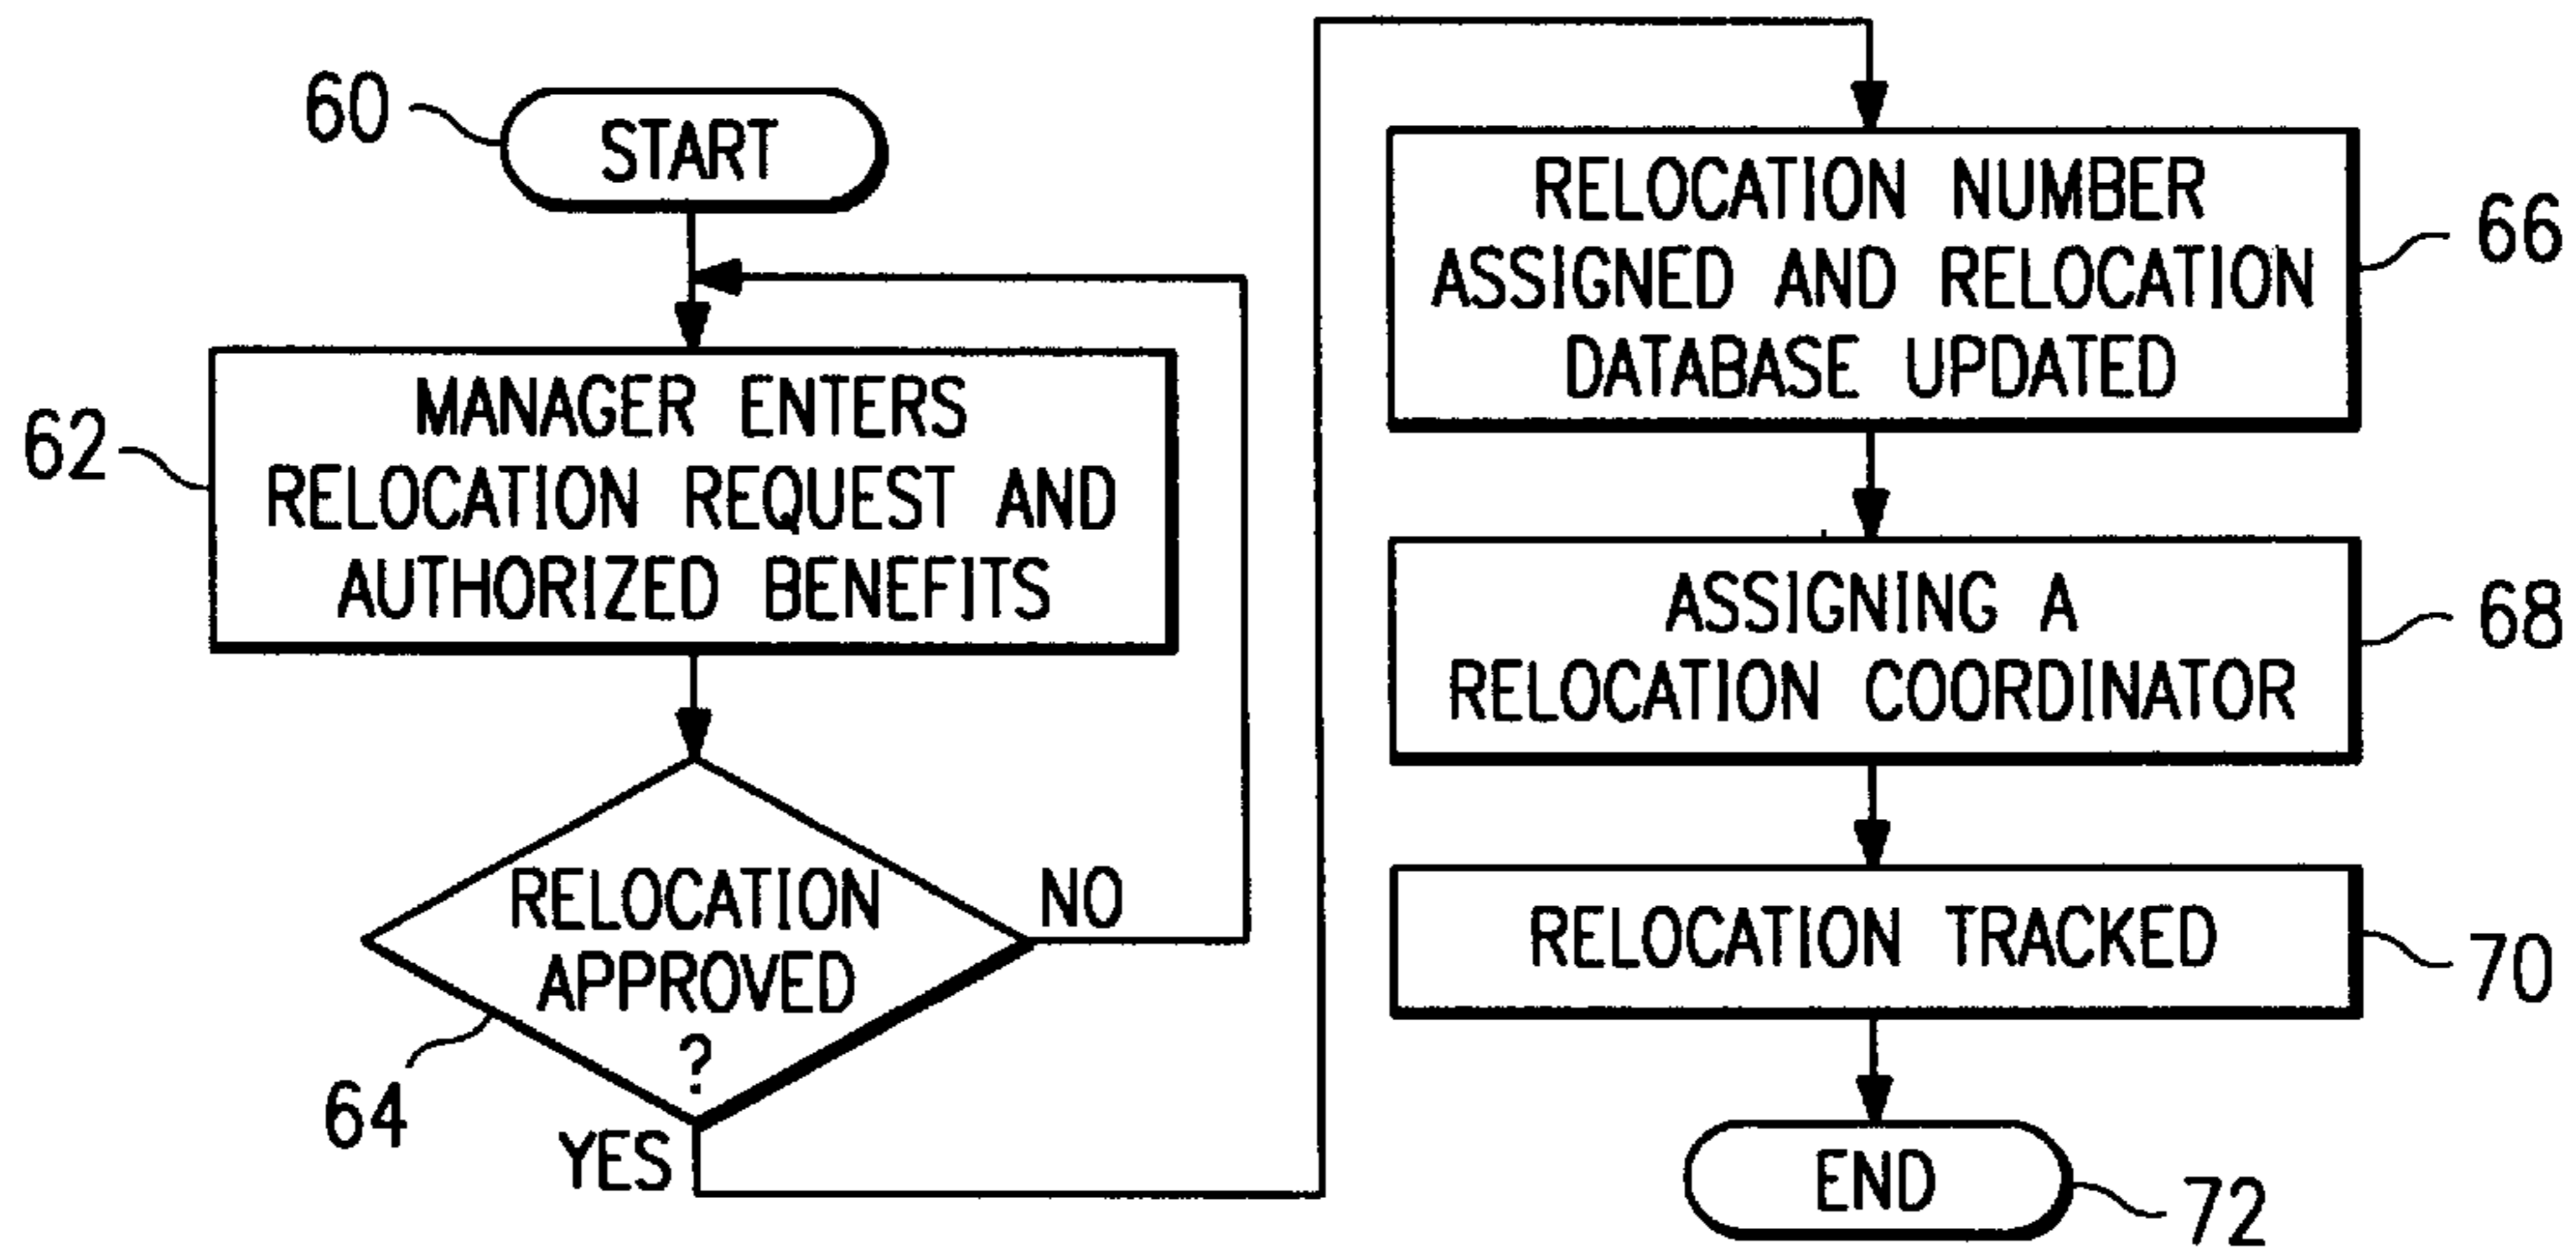 60
START
62
MANAGER ENTERS
RELOCATION REQUEST AND
AUTHORIZED BENEFITS
RELOCATION
APPROVED
?
NO
64
YES
RELOCATION NUMBER
ASSIGNED AND RELOCATION
DATABASE UPDATED
66
ASSIGNING A
RELOCATION COORDINATOR
68
RELOCATION TRACKED
70
END
72